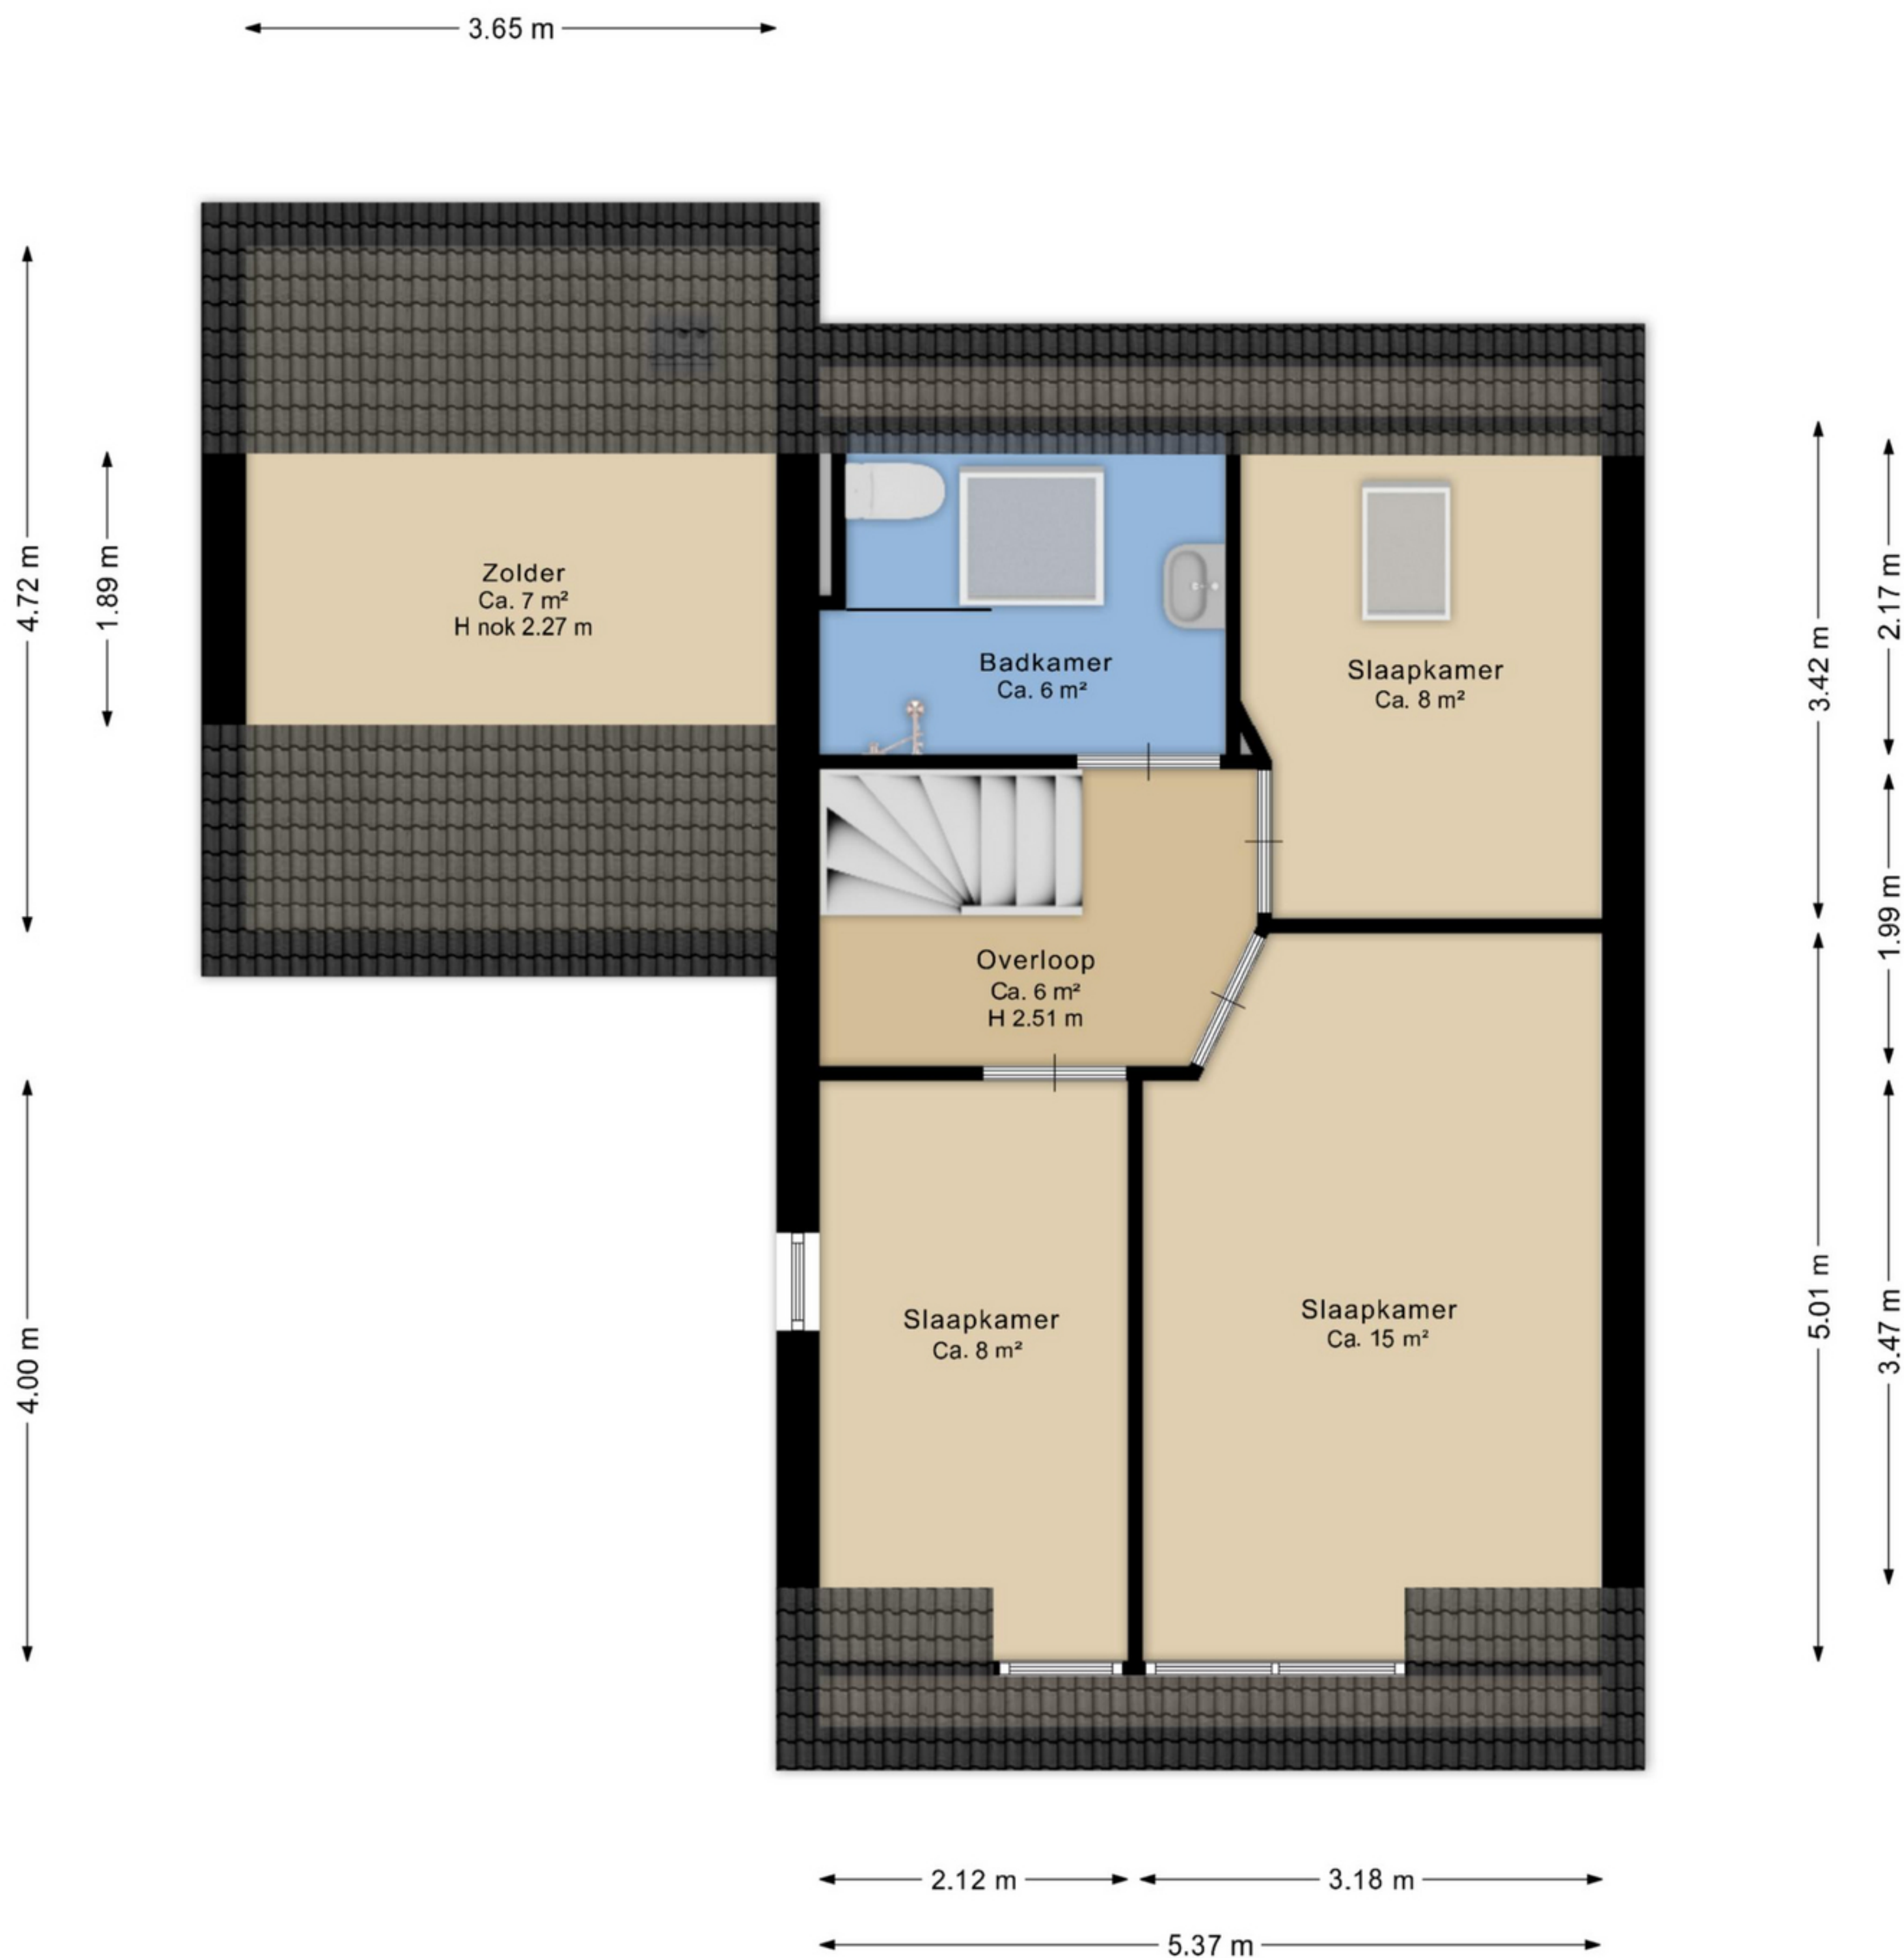 3.65 m
4.72 m
1.89 m
Zolder
Ca. 7 m²
H nok 2.27 m
Badkamer
Ca. 6 m²
Slaapkamer
Ca. 8 m²
3.42 m
2.17 m
Overloop
Ca. 6 m²
H 2.51 m
1.99 m
4.00 m
Slaapkamer
Ca. 8 m²
Slaapkamer
Ca. 15 m²
5.01 m
3.47 m
2.12 m
3.18 m
5.37 m